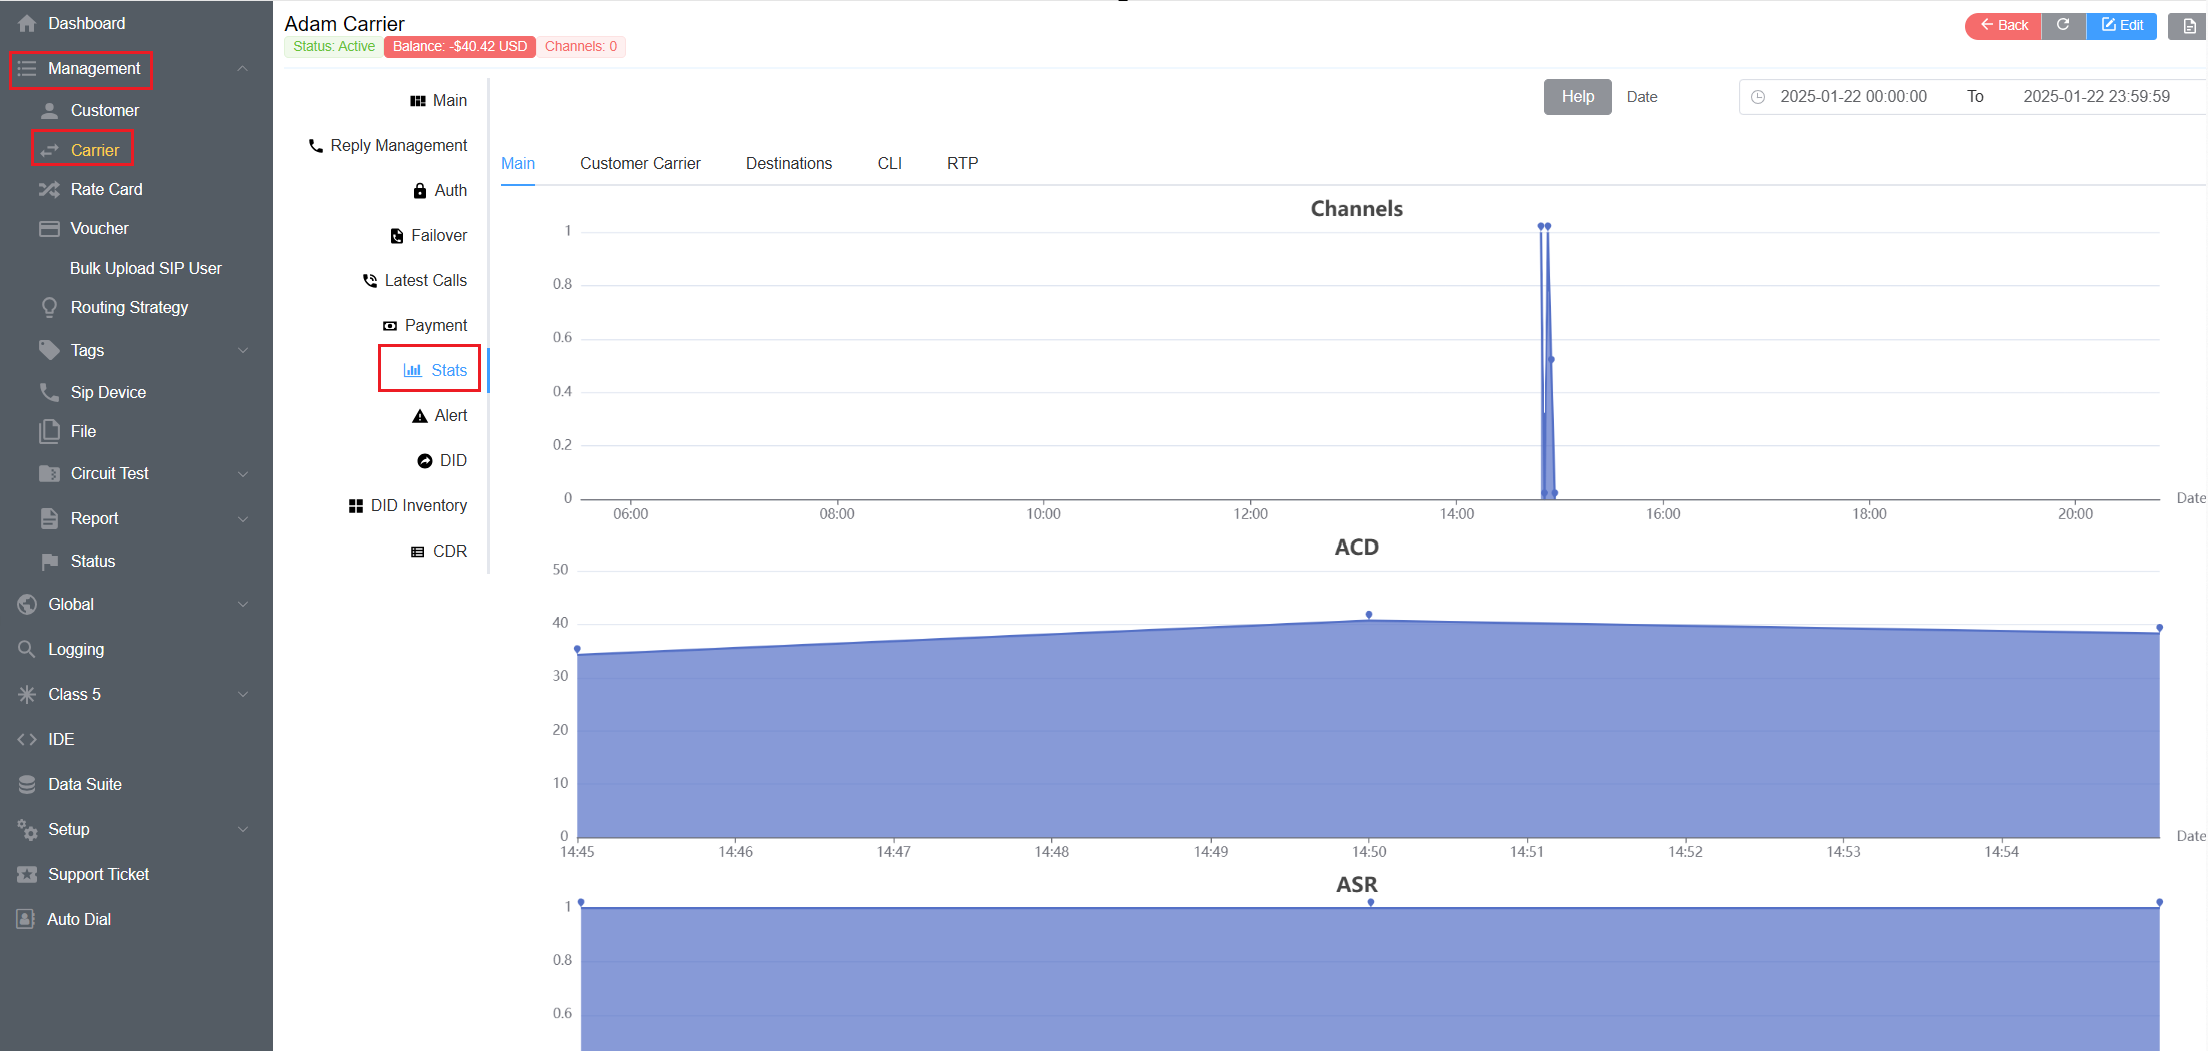 Dashboard
Management
Customer
Carrier
Rate Card
Voucher
Bulk Upload SIP User
Routing Strategy
Tags
Sip Device
File
Circuit Test
Report
Status
Global
Logging
Class 5
IDE
Data Suite
Setup
Support Ticket
Auto Dial
Adam Carrier
Status: Active
Balance: -$40.42 USD
Channels: 0
Back
Edit
Main
Reply Management
Auth
Failover
Latest Calls
Payment
Stats
Alert
DID
DID Inventory
CDR
Help
Date
2025-01-22 00:00:00
To
2025-01-22 23:59:59
Main
Customer Carrier
Destinations
CLI
RTP
Channels
1
0.8
0.6
0.4
0.2
0
06:00
08:00
10:00
12:00
14:00
16:00
18:00
20:00
Date
ACD
50
40
30
20
10
0
14:45
14:46
14:47
14:48
14:49
14:50
14:51
14:52
14:53
14:54
Date
ASR
1
0.8
0.6